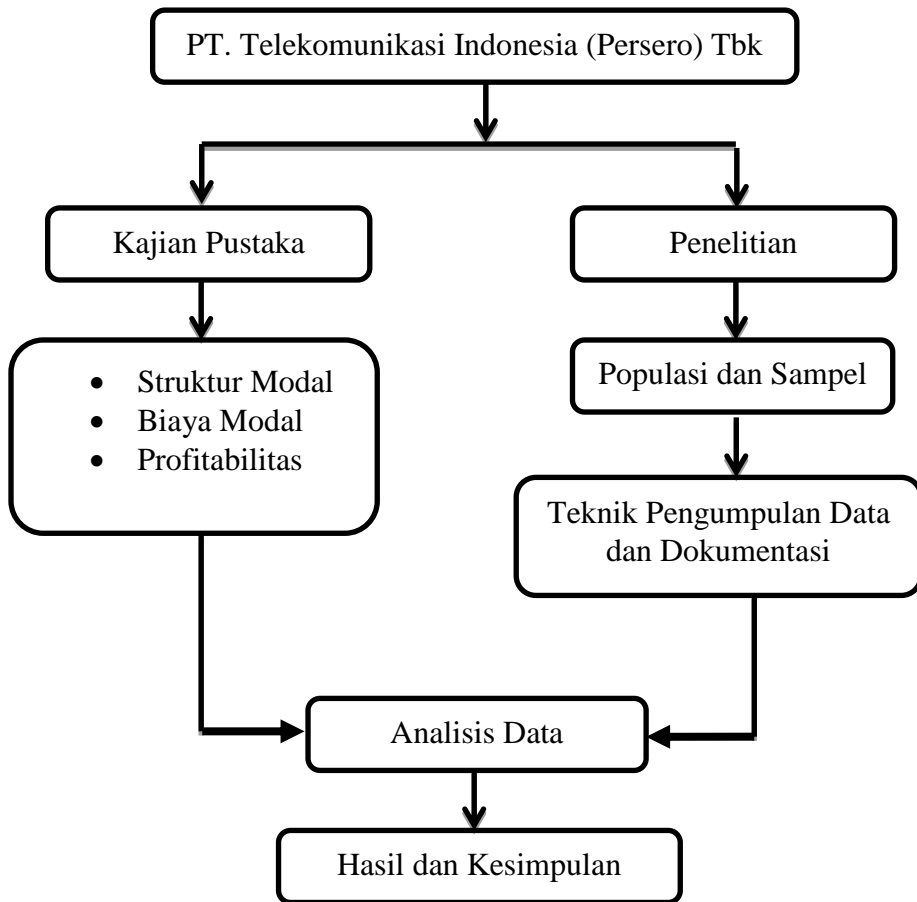 PT. Telekomunikasi Indonesia (Persero) Tbk
Kajian Pustaka
Penelitian
• Struktur Modal
• Biaya Modal
• Profitabilitas
Populasi dan Sampel
Teknik Pengumpulan Data
dan Dokumentasi
Analisis Data
Hasil dan Kesimpulan